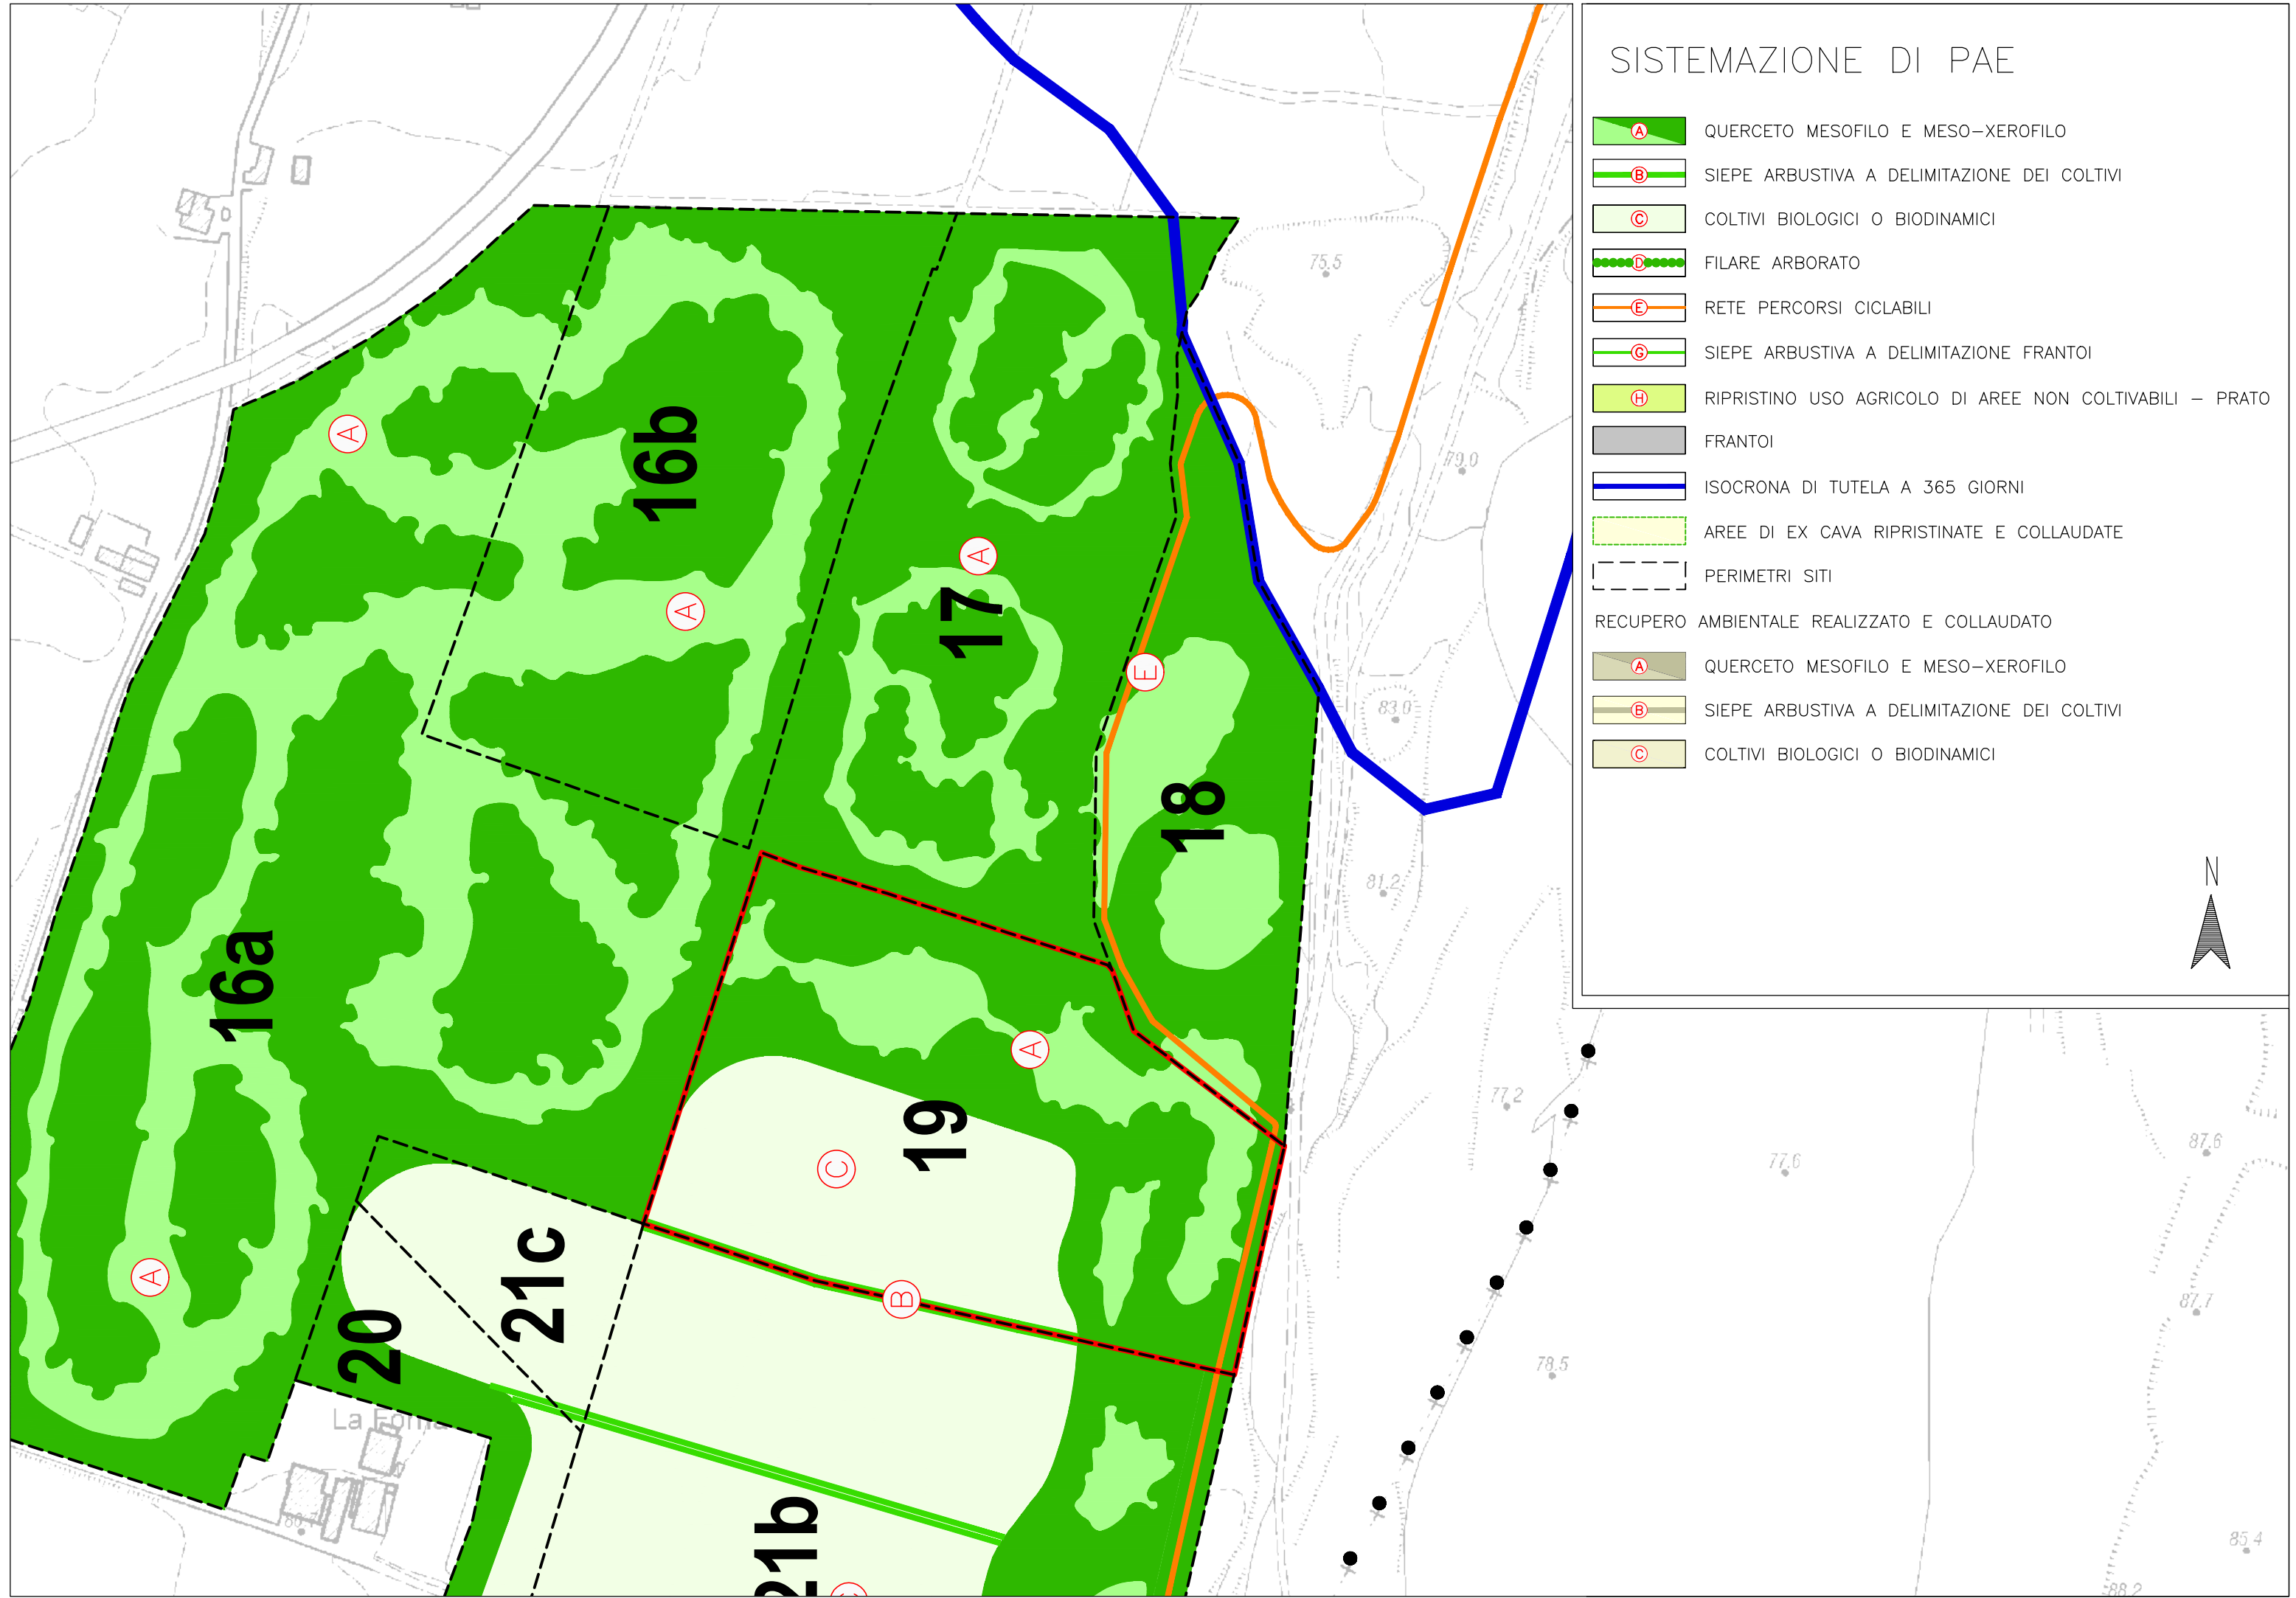 SISTEMAZIONE DI PAE
A QUERCETO MESOFILO E MESO-XEROFILO
B SIEPE ARBUSTIVA A DELIMITAZIONE DEI COLTIVI
C COLTIVI BIOLOGICI O BIODINAMICI
D FILARE ARBORATO
E RETE PERCORSI CICLABILI
G SIEPE ARBUSTIVA A DELIMITAZIONE FRANTOI
H RIPRISTINO USO AGRICOLO DI AREE NON COLTIVABILI - PRATO
FRANTOI
ISOCRONA DI TUTELA A 365 GIORNI
AREE DI EX CAVA RIPRISTINATE E COLLAUDATE
PERIMETRI SITI
RECUPERO AMBIENTALE REALIZZATO E COLLAUDATO
A QUERCETO MESOFILO E MESO-XEROFILO
B SIEPE ARBUSTIVA A DELIMITAZIONE DEI COLTIVI
C COLTIVI BIOLOGICI O BIODINAMICI
N
75.5
79.0
A
16b
A
A
17
E
83.0
18
81.2
16a
A
19
77.2
C
87.6
77.6
A
21c
B
87.7
20
78.5
La
21b
85.4
88.2